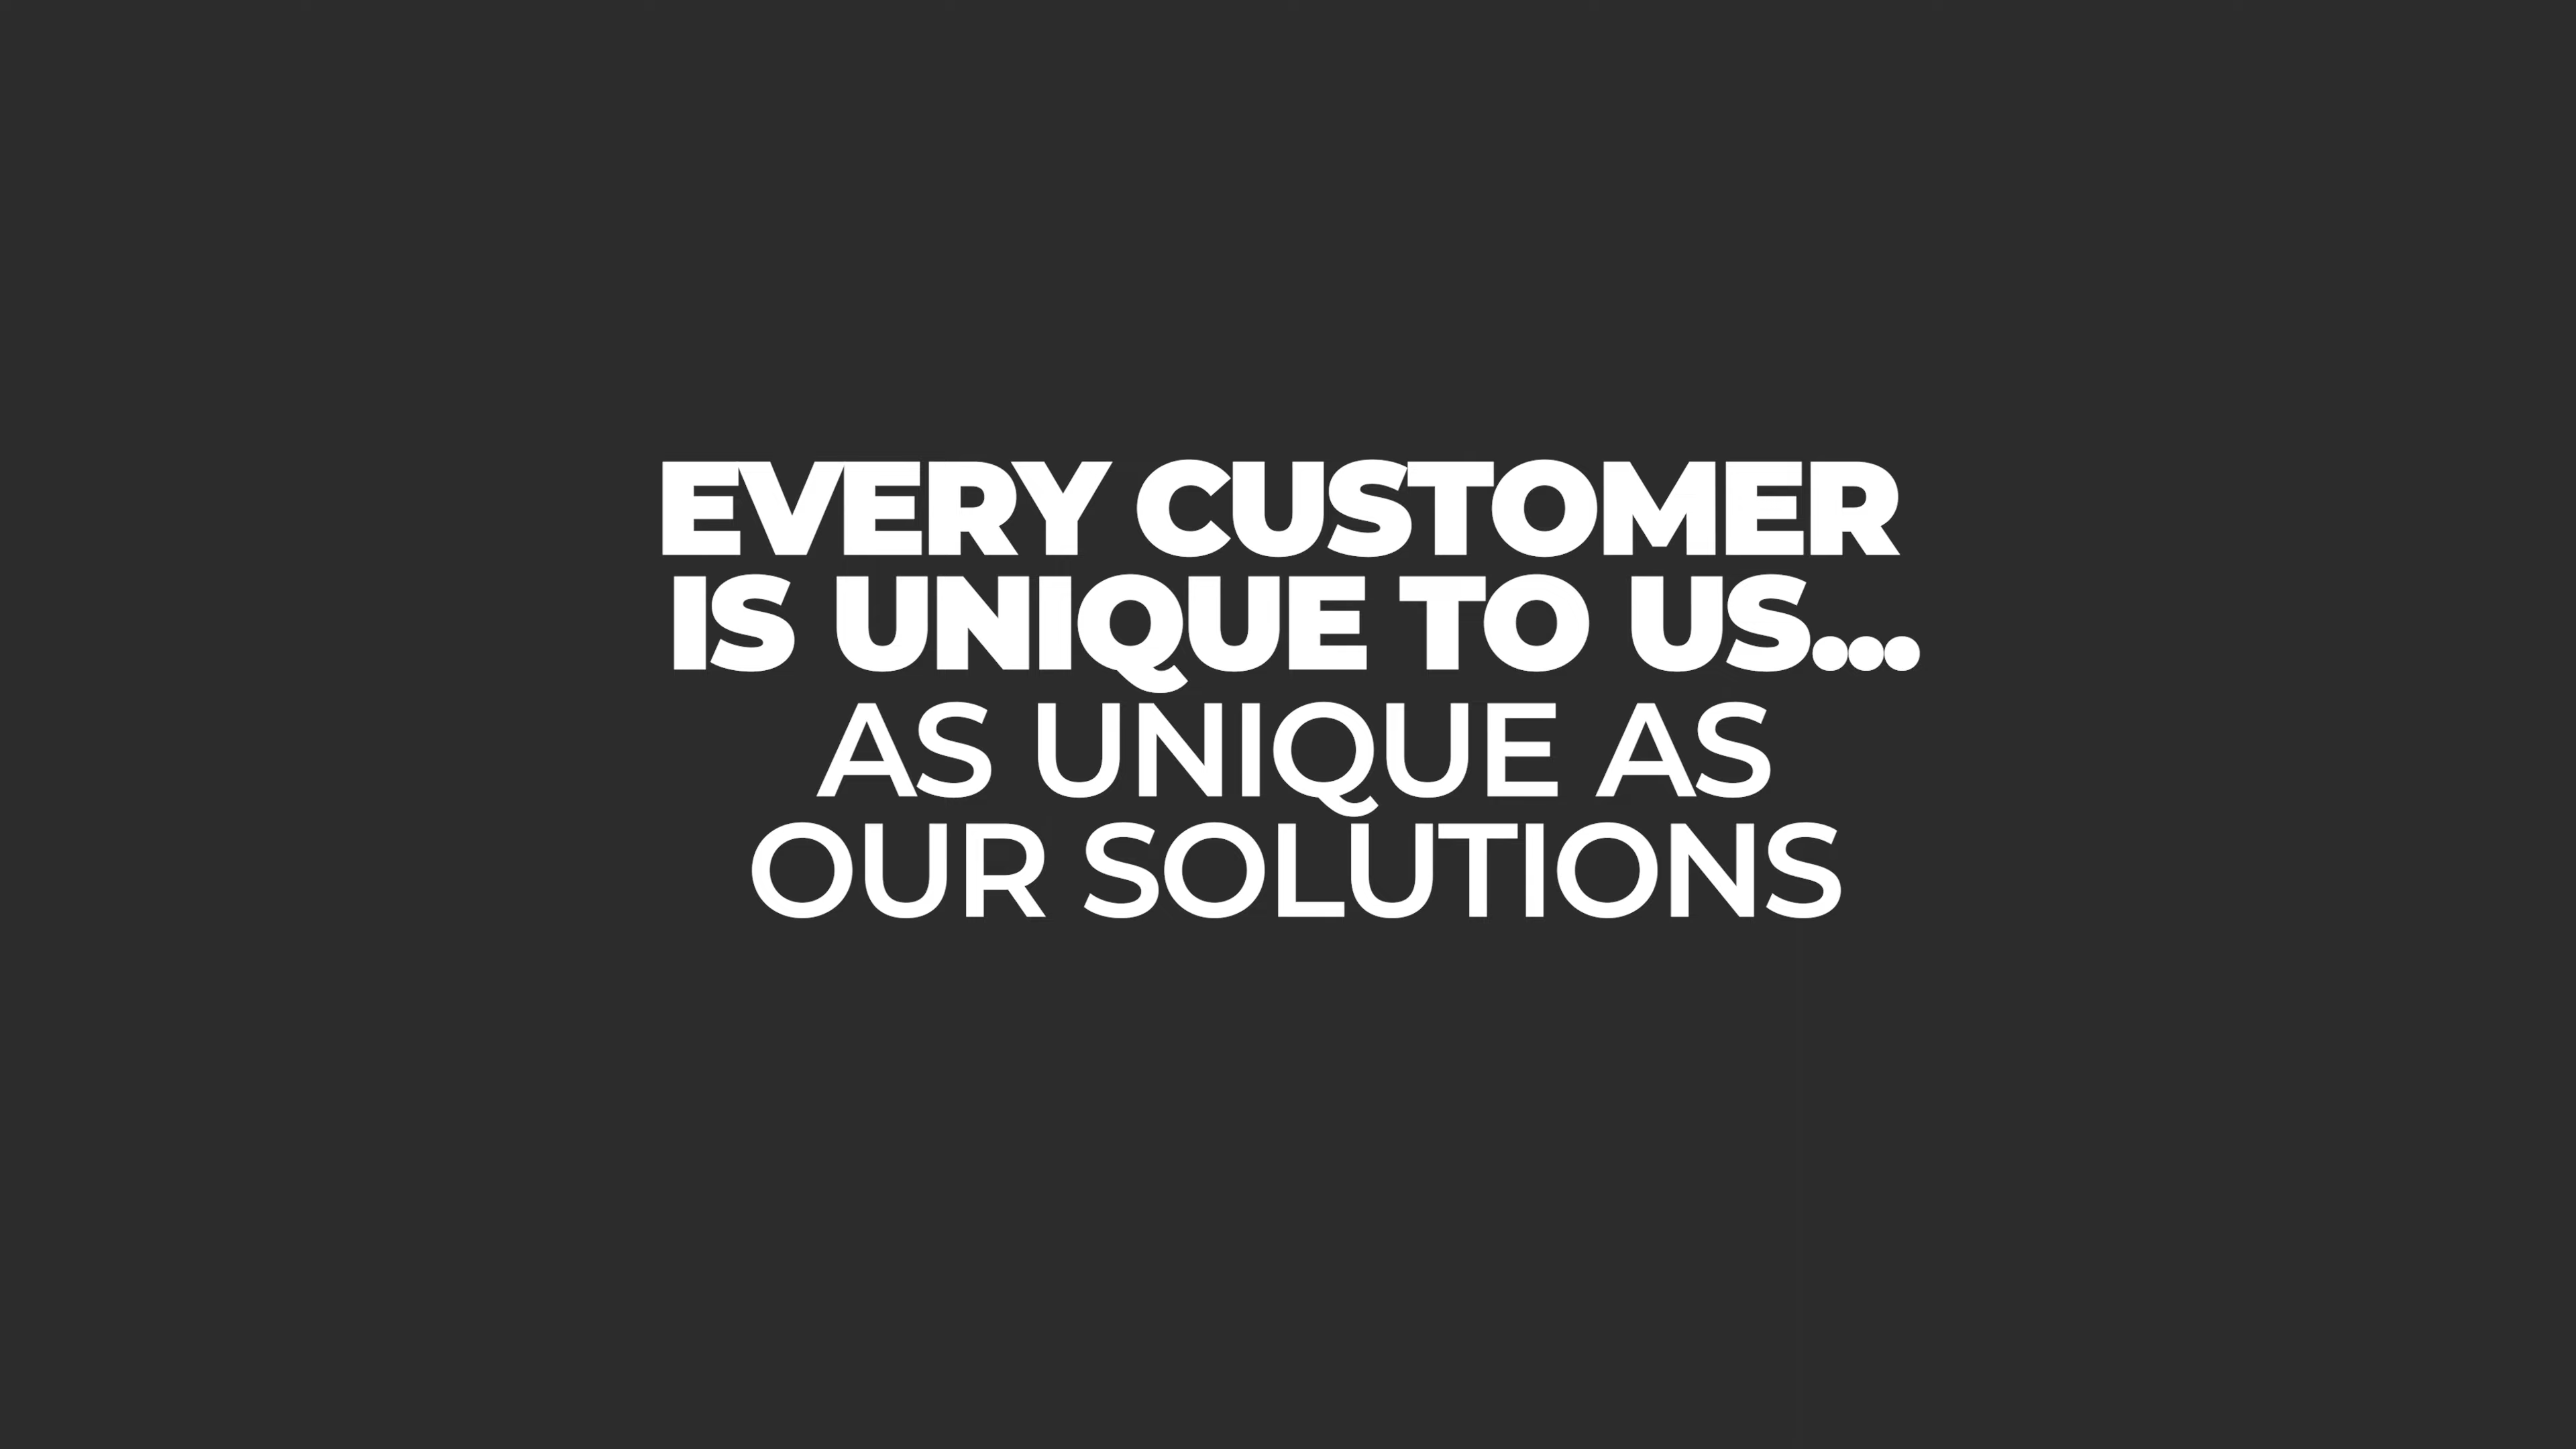 EVERY CUSTOMER
IS UNIQUE TO US...
AS UNIQUE AS
OUR SOLUTIONS